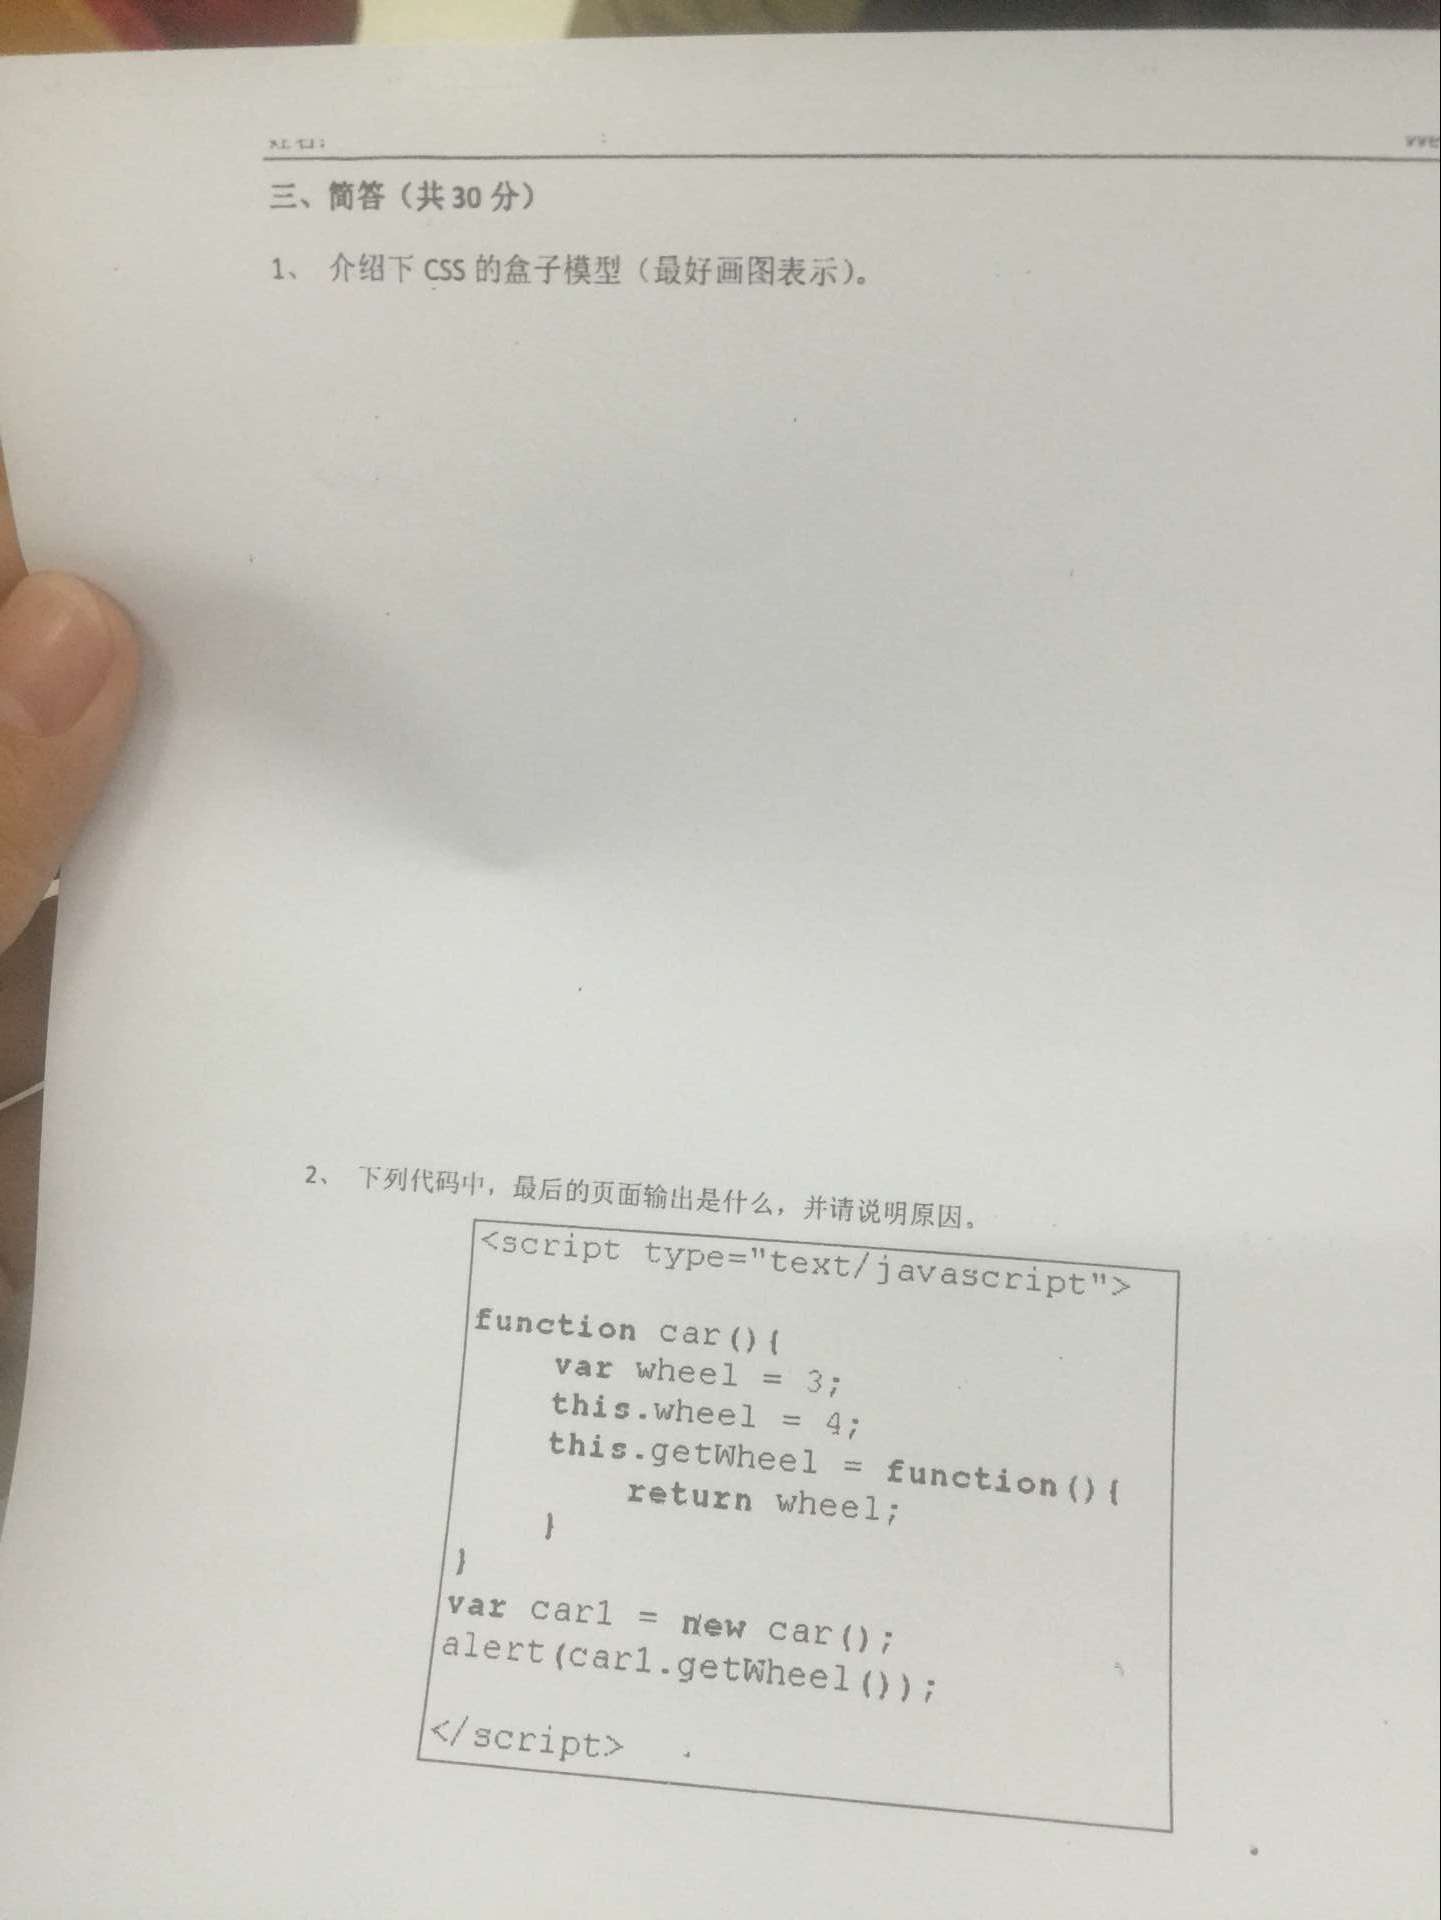 三、简答（共 30 分）
1、 介绍下 CSS 的盒子模型（最好画图表示）。
2、 下列代码中，最后的页面输出是什么，并请说明原因。
<script type="text/javascript">
function car(){
var wheel = 3;
this.wheel = 4;
this.getWheel = function(){
return wheel;
}
}
var car1 = new car();
alert(car1.getWheel());
</script>